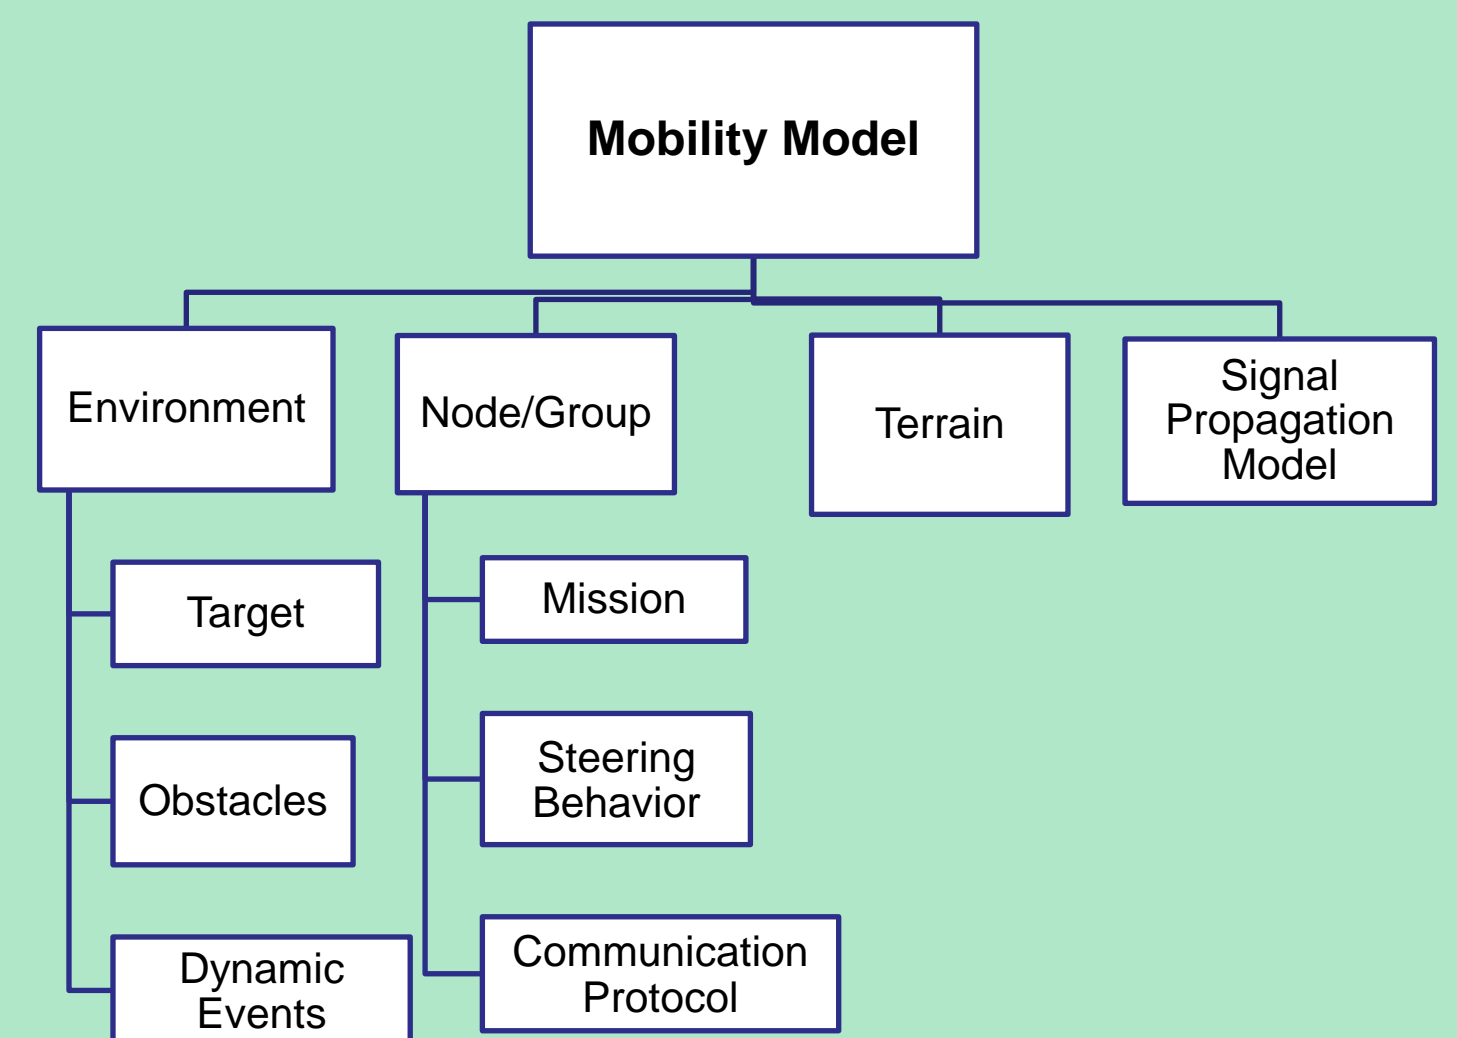 Mobility Model
Environment
Node/Group
Terrain
Signal
Propagation
Model
Target
Obstacles
Dynamic
Events
Mission
Steering
Behavior
Communication
Protocol